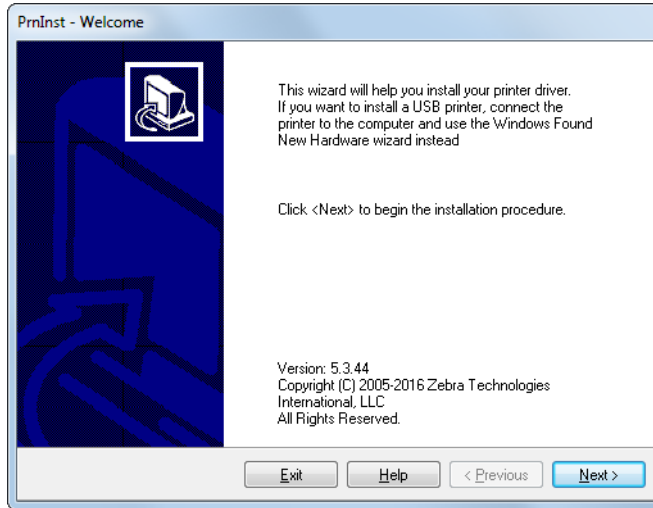 PrnInst - Welcome
This wizard will help you install your printer driver.
If you want to install a USB printer, connect the
printer to the computer and use the Windows Found
New Hardware wizard instead
Click <Next> to begin the installation procedure.
Version: 5.3.44
Copyright (C) 2005-2016 Zebra Technologies
International, LLC
All Rights Reserved.
Exit Help < Previous Next >